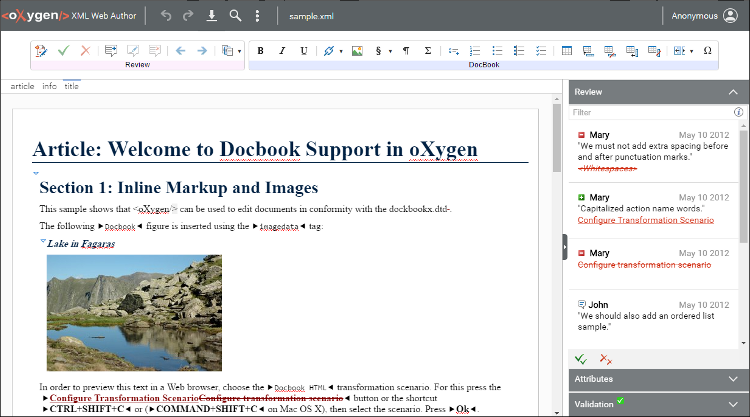 <oXygen/> XML Web Author
sample.xml
Anonymous
B I U § ¶ Σ Ω
Review
DocBook
article info title
Article: Welcome to Docbook Support in oXygen
Section 1: Inline Markup and Images
This sample shows that <oXygen/> can be used to edit documents in conformity with the dockbookx.dtd-.
The following Docbook figure is inserted using the imagedata tag:
Lake in Fagaras
In order to preview this text in a Web browser, choose the Docbook HTML transformation scenario. For this press the
Configure Transformation ScenarioConfigure transformation scenario button or the shortcut
CTRL+SHIFT+C or (COMMAND+SHIFT+C on Mac OS X), then select the scenario. Press Ok.
Review
Filter
Mary May 10 2012
"We must not add extra spacing before
and after punctuation marks."
<Whitespaces>
Mary May 10 2012
"Capitalized action name words."
Configure Transformation Scenario
Mary May 10 2012
Configure transformation scenario
John May 10 2012
"We should also add an ordered list
sample."
Attributes
Validation